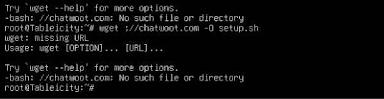 Try `wget --help' for more options.
-bash: //chatwoot.com: No such file or directory
root@Tableicity:~# wget ://chatwoot.com -O setup.sh
wget: missing URL
Usage: wget [OPTION]... [URL]...
Try `wget --help' for more options.
-bash: //chatwoot.com: No such file or directory
root@Tableicity:~#